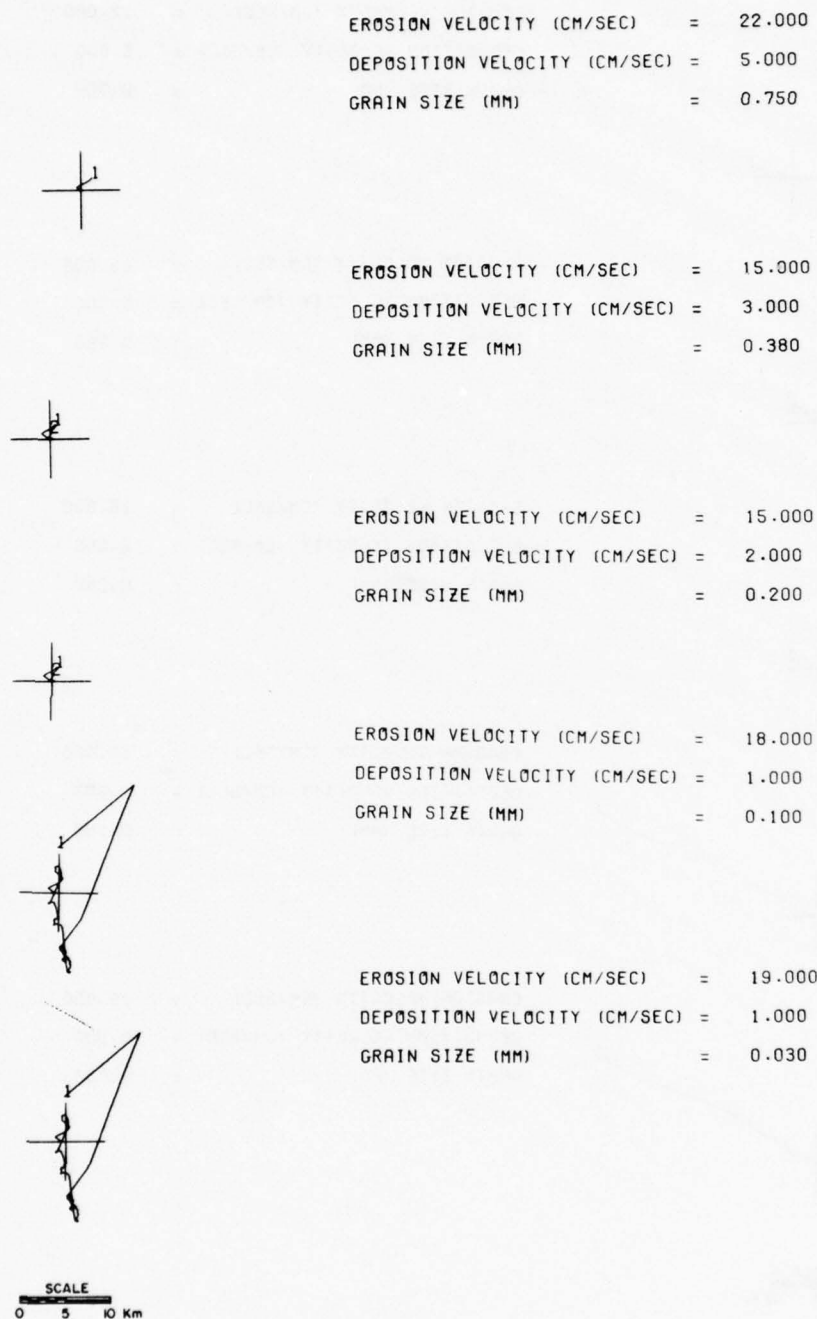 EROSION VELOCITY (CM/SEC) = 22.000
DEPOSITION VELOCITY (CM/SEC) = 5.000
GRAIN SIZE (MM) = 0.750
1
EROSION VELOCITY (CM/SEC) = 15.000
DEPOSITION VELOCITY (CM/SEC) = 3.000
GRAIN SIZE (MM) = 0.380
1
EROSION VELOCITY (CM/SEC) = 15.000
DEPOSITION VELOCITY (CM/SEC) = 2.000
GRAIN SIZE (MM) = 0.200
1
EROSION VELOCITY (CM/SEC) = 18.000
DEPOSITION VELOCITY (CM/SEC) = 1.000
GRAIN SIZE (MM) = 0.100
1
EROSION VELOCITY (CM/SEC) = 19.000
DEPOSITION VELOCITY (CM/SEC) = 1.000
GRAIN SIZE (MM) = 0.030
1
SCALE
0 5 10 Km